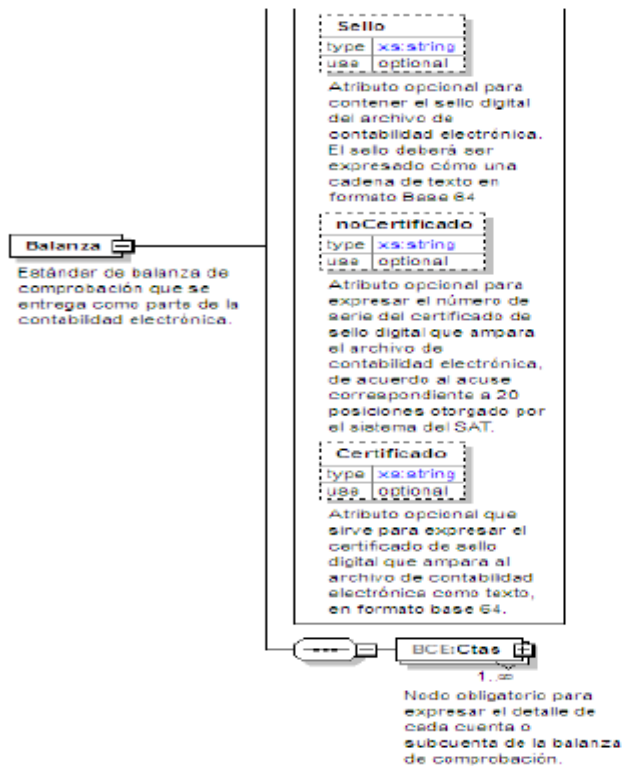 Sello
type xs:string
use optional
Atributo opcional para
contener el sello digital
del archivo de
contabilidad electrónica.
El sello deberá ser
expresado cómo una
cadena de texto en
formato Base 64
Balanza
Estándar de balanza de
comprobación que se
entrega como parte de la
contabilidad electrónica.
noCertificado
type xs:string
use optional
Atributo opcional para
expresar el número de
serie del certificado de
sello digital que ampara
el archivo de
contabilidad electrónica,
de acuerdo al acuse
correspondiente a 20
posiciones otorgado por
el sistema del SAT.
Certificado
type xs:string
use optional
Atributo opcional que
sirve para expresar el
certificado de sello
digital que ampara al
archivo de contabilidad
electrónica como texto,
en formato base 64.
BCE:Ctas
1..∞
Nodo obligatorio para
expresar el detalle de
cada cuenta o
subcuenta de la balanza
de comprobación.